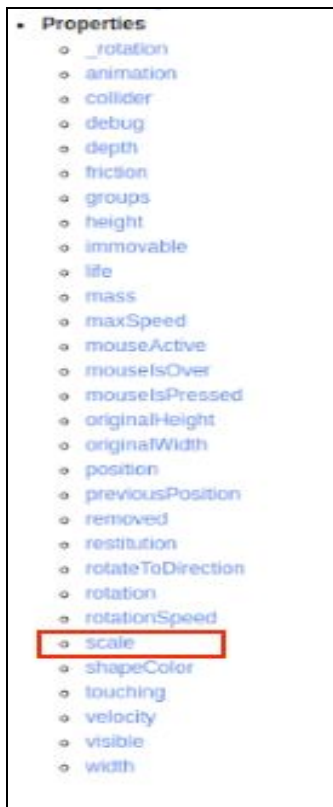 Properties
_rotation
animation
collider
debug
depth
friction
groups
height
immovable
life
mass
maxSpeed
mouseActive
mouseIsOver
mouseIsPressed
originalHeight
originalWidth
position
previousPosition
removed
restitution
rotateToDirection
rotation
rotationSpeed
scale
shapeColor
touching
velocity
visible
width